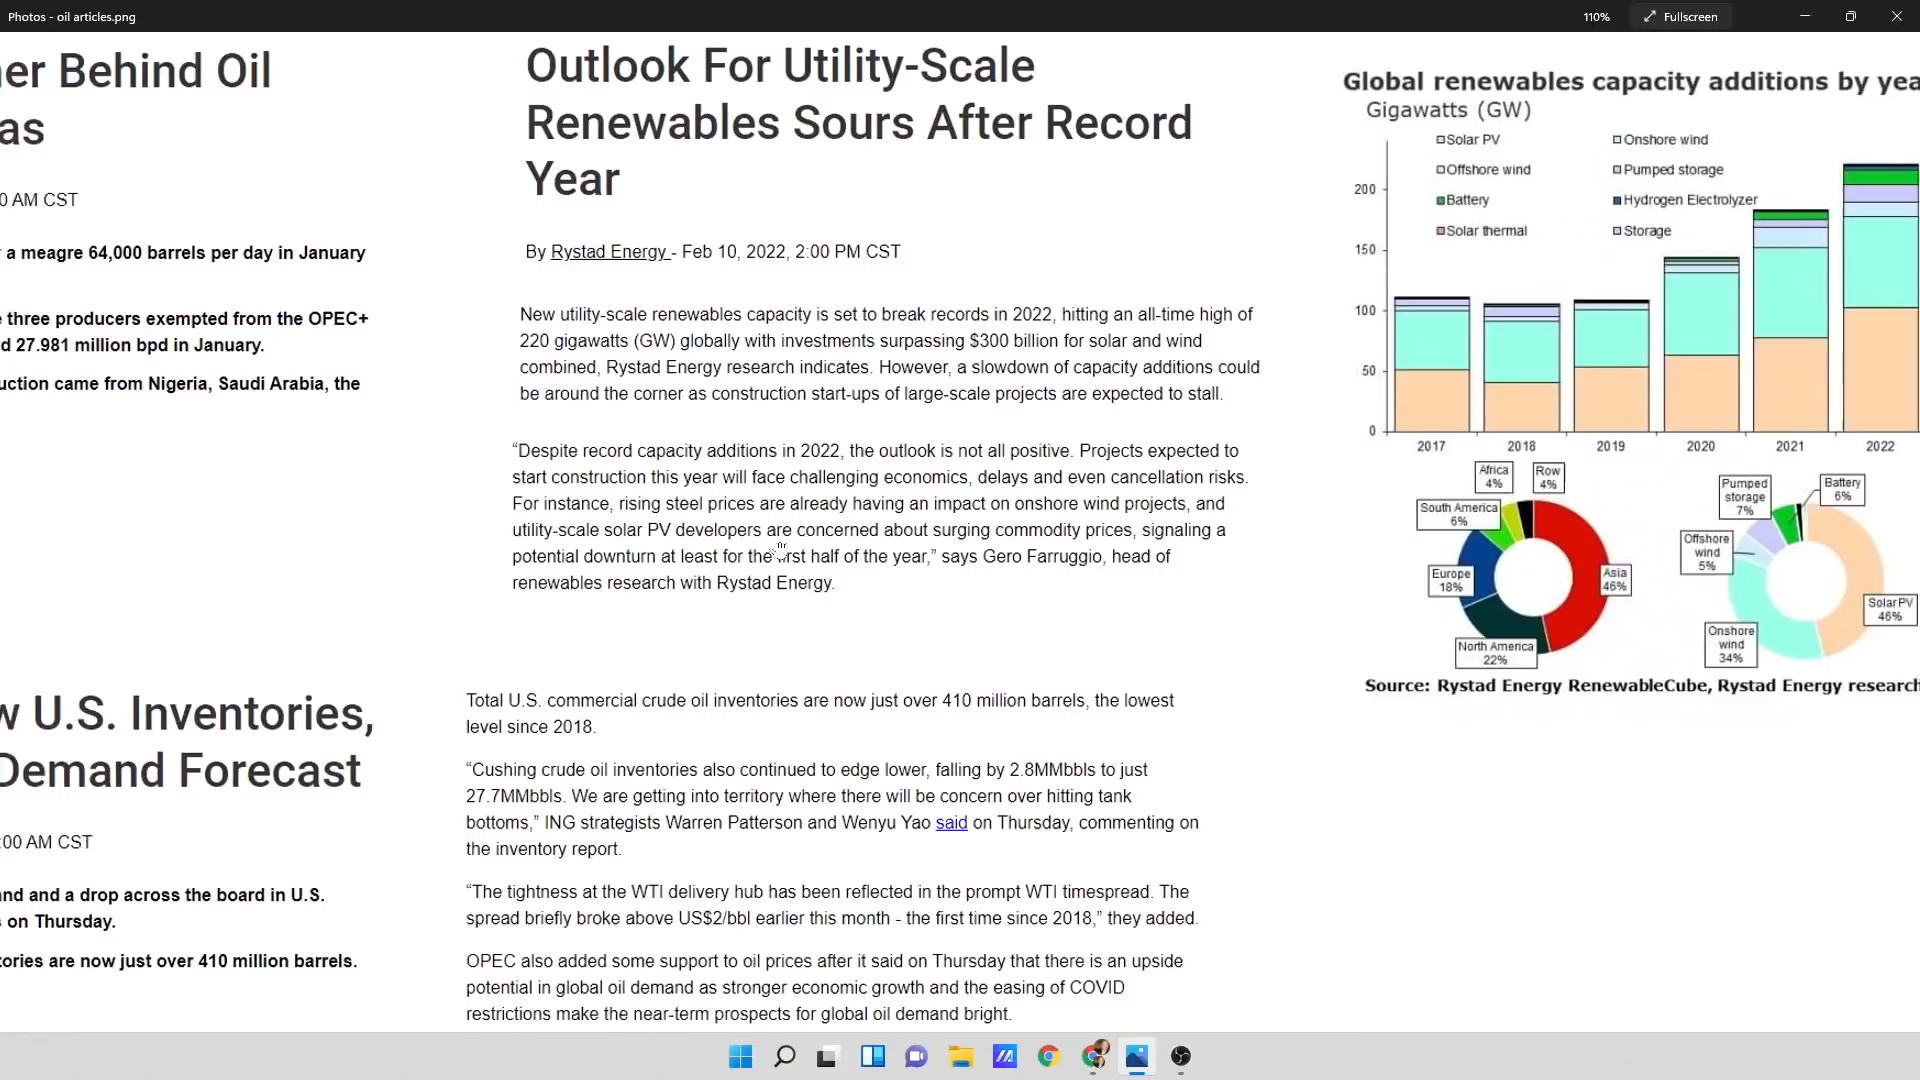 Photos - oil articles.png
110%
Fullscreen
er Behind Oil
as
0 AM CST
a meagre 64,000 barrels per day in January
three producers exempted from the OPEC+
d 27.981 million bpd in January.
uction came from Nigeria, Saudi Arabia, the
w U.S. Inventories,
Demand Forecast
:00 AM CST
and and a drop across the board in U.S.
s on Thursday.
tories are now just over 410 million barrels.
Outlook For Utility-Scale
Renewables Sours After Record
Year
By Rystad Energy - Feb 10, 2022, 2:00 PM CST
New utility-scale renewables capacity is set to break records in 2022, hitting an all-time high of
220 gigawatts (GW) globally with investments surpassing $300 billion for solar and wind
combined, Rystad Energy research indicates. However, a slowdown of capacity additions could
be around the corner as construction start-ups of large-scale projects are expected to stall.
“Despite record capacity additions in 2022, the outlook is not all positive. Projects expected to
start construction this year will face challenging economics, delays and even cancellation risks.
For instance, rising steel prices are already having an impact on onshore wind projects, and
utility-scale solar PV developers are concerned about surging commodity prices, signaling a
potential downturn at least for the first half of the year,” says Gero Farruggio, head of
renewables research with Rystad Energy.
Total U.S. commercial crude oil inventories are now just over 410 million barrels, the lowest
level since 2018.
“Cushing crude oil inventories also continued to edge lower, falling by 2.8MMbbls to just
27.7MMbbls. We are getting into territory where there will be concern over hitting tank
bottoms,” ING strategists Warren Patterson and Wenyu Yao said on Thursday, commenting on
the inventory report.
“The tightness at the WTI delivery hub has been reflected in the prompt WTI timespread. The
spread briefly broke above US$2/bbl earlier this month - the first time since 2018,” they added.
OPEC also added some support to oil prices after it said on Thursday that there is an upside
potential in global oil demand as stronger economic growth and the easing of COVID
restrictions make the near-term prospects for global oil demand bright.
Global renewables capacity additions by yea
Gigawatts (GW)
Solar PV
Onshore wind
Offshore wind
Pumped storage
Battery
Hydrogen Electrolyzer
Solar thermal
Storage
200
150
100
50
0
2017
2018
2019
2020
2021
2022
Africa
4%
Row
4%
South America
6%
Europe
18%
Asia
46%
North America
22%
Pumped
storage
7%
Battery
6%
Offshore
wind
5%
Solar PV
46%
Onshore
wind
34%
Source: Rystad Energy RenewableCube, Rystad Energy research